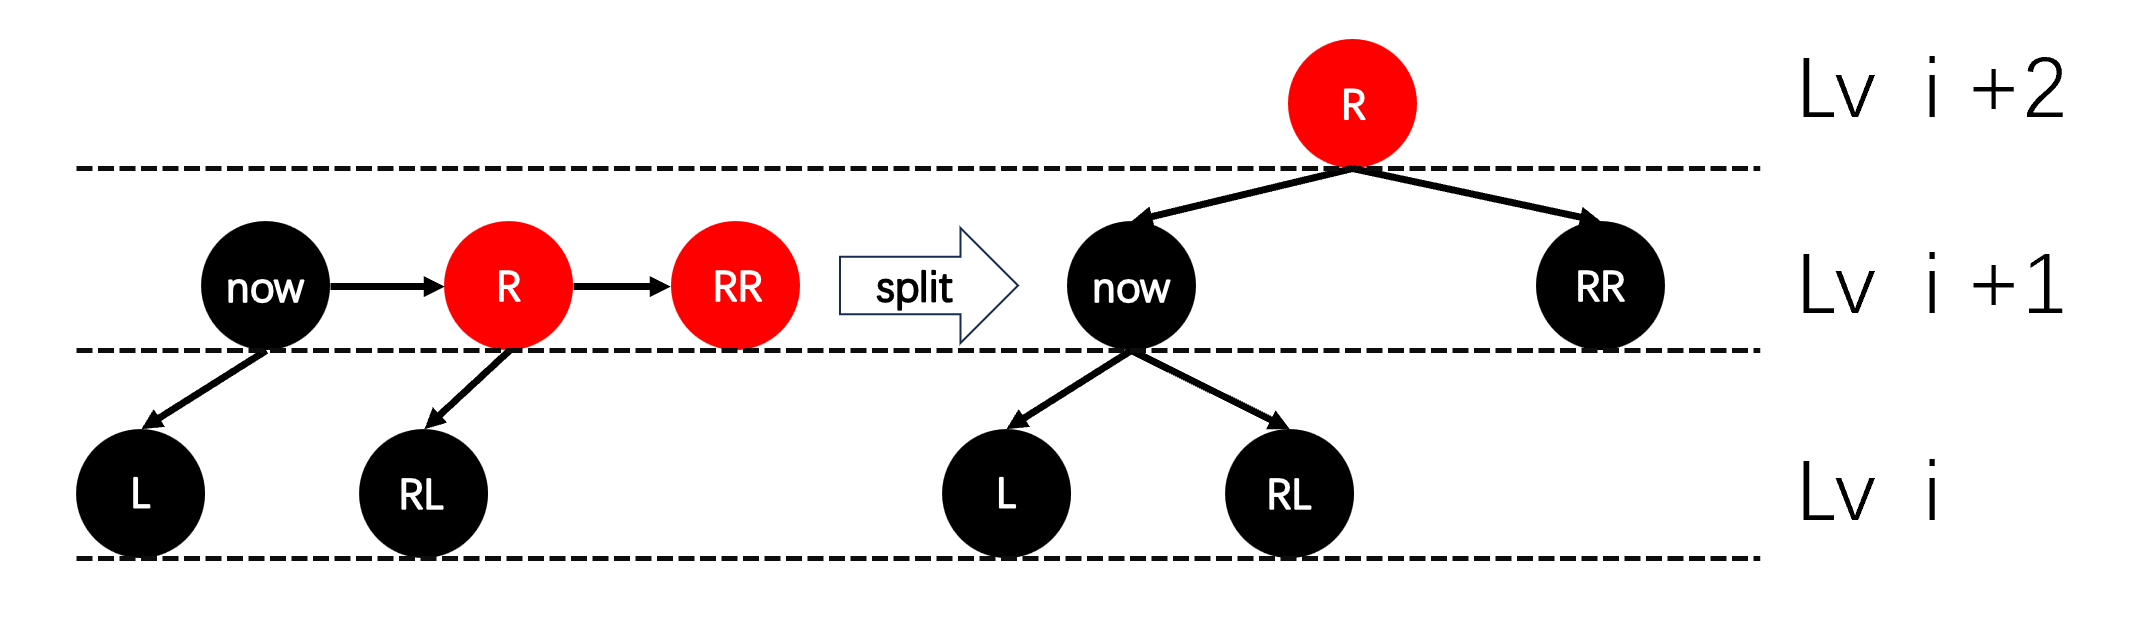 R
Lv i +2
now
R
RR
split
now
RR
Lv i +1
L
RL
L
RL
Lv i